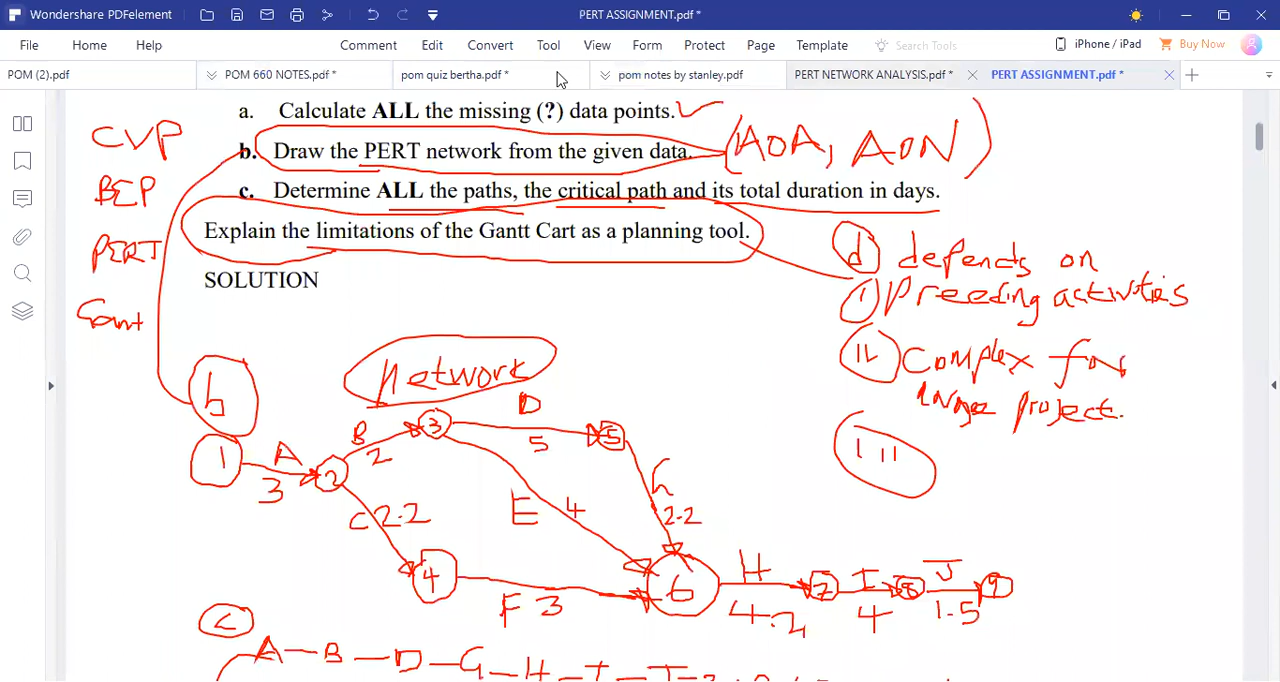 Wondershare PDFelement
PERT ASSIGNMENT.pdf *
File Home Help Comment Edit Convert Tool View Form Protect Page Template Search Tools iPhone / iPad Buy Now
POM (2).pdf POM 660 NOTES.pdf * pom quiz bertha.pdf * pom notes by stanley.pdf PERT NETWORK ANALYSIS.pdf * PERT ASSIGNMENT.pdf *
a. Calculate ALL the missing (?) data points.
b. Draw the PERT network from the given data. (AOA, AON)
c. Determine ALL the paths, the critical path and its total duration in days.
Explain the limitations of the Gantt Cart as a planning tool.
SOLUTION
CVP
BEP
PERT
Gant
d depends on
i Preeding activities
ii Complex for
large project.
iii
b
network
1 A 3 2
B 2 3
D 5 5
G 2.2
C 2.2 4
E 4
F 3 6
H 4.2 7
I 4 8
J 1.5 9
c
A - B - D - G - H - I - J